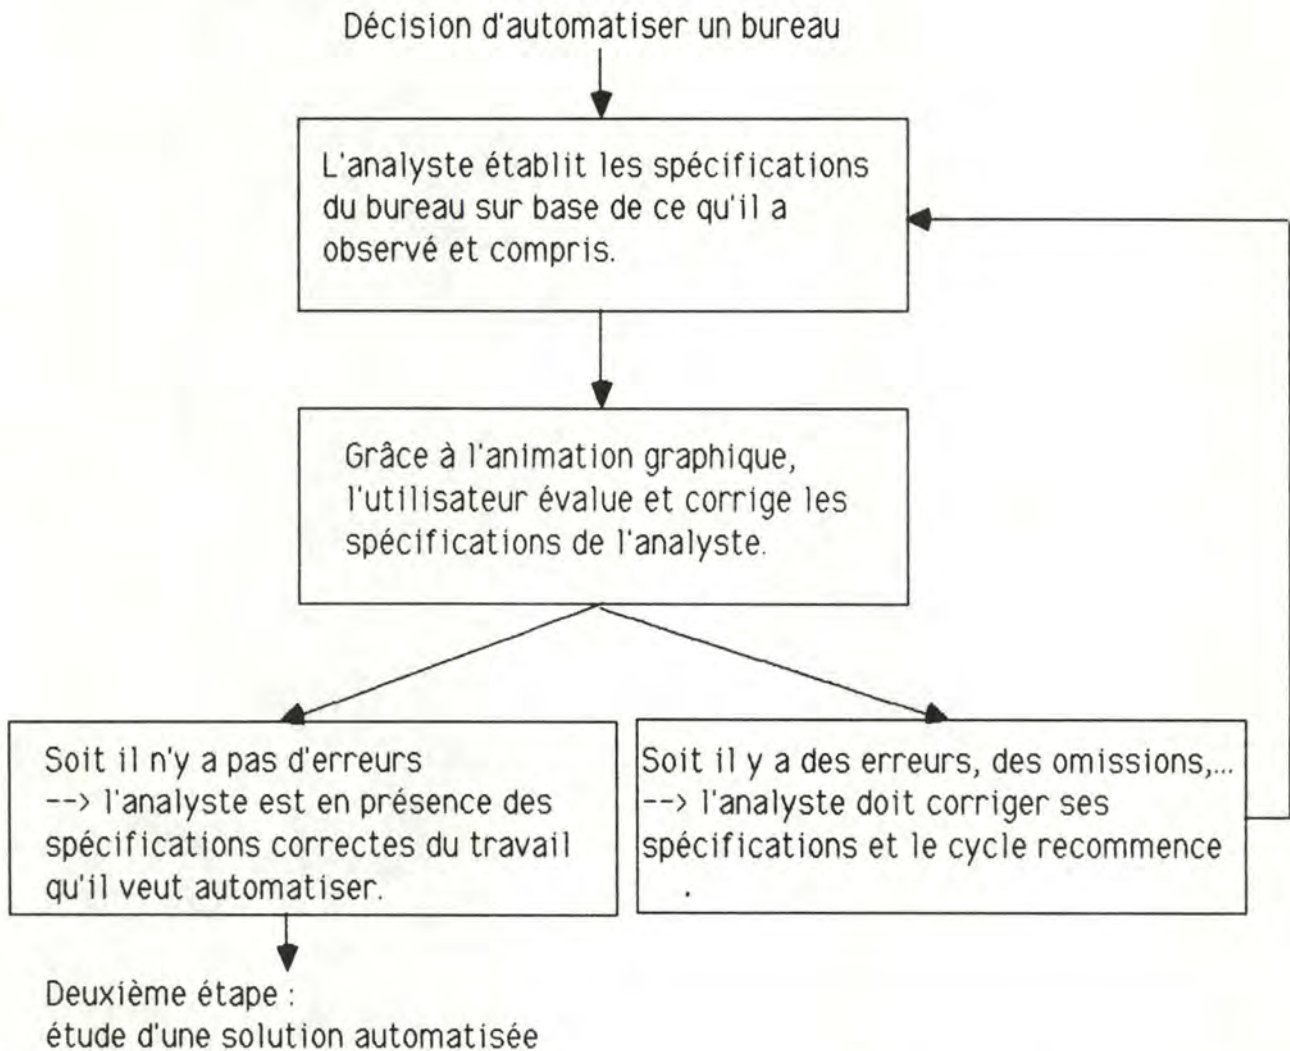 Décision d'automatiser un bureau
L'analyste établit les spécifications
du bureau sur base de ce qu'il a
observé et compris.
Grâce à l'animation graphique,
l'utilisateur évalue et corrige les
spécifications de l'analyste.
Soit il n'y a pas d'erreurs
--> l'analyste est en présence des
spécifications correctes du travail
qu'il veut automatiser.
Soit il y a des erreurs, des omissions,...
--> l'analyste doit corriger ses
spécifications et le cycle recommence
.
Deuxième étape :
étude d'une solution automatisée